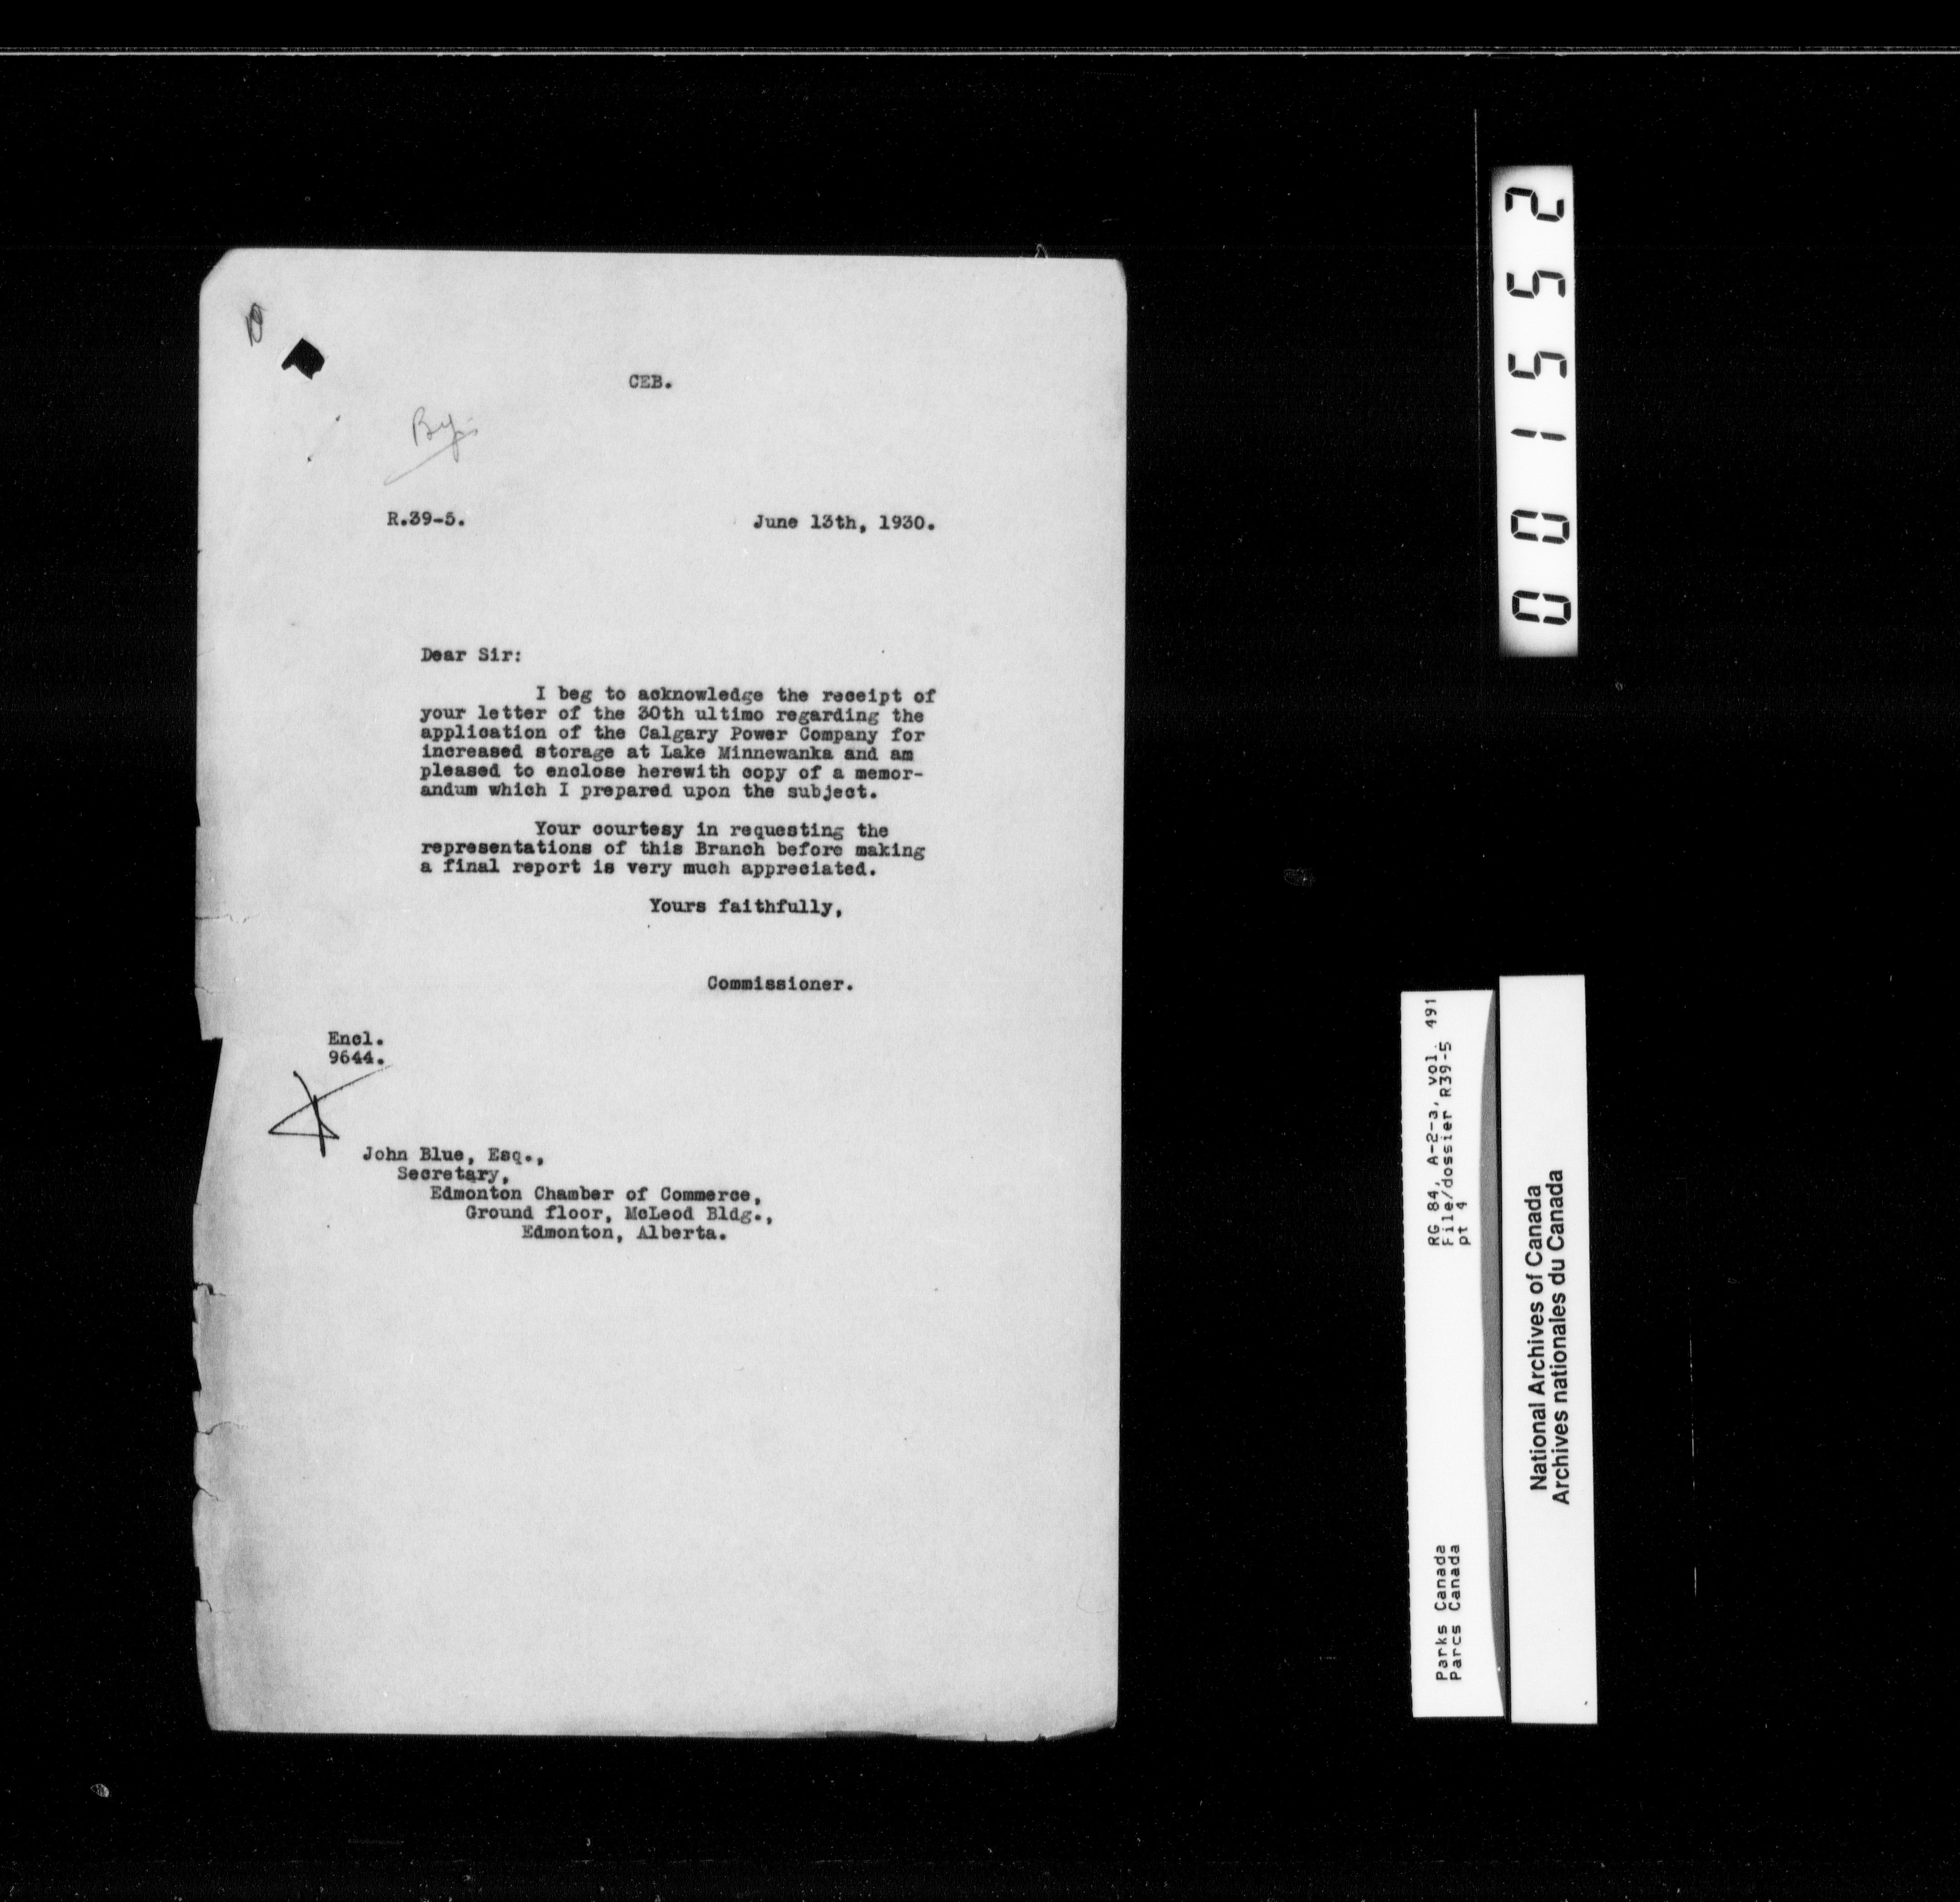 CEB.
R.39-5. June 13th, 1930.
Dear Sir:
I beg to acknowledge the receipt of
your letter of the 30th ultimo regarding the
application of the Calgary Power Company for
increased storage at Lake Minnewanka and am
pleased to enclose herewith copy of a memor-
andum which I prepared upon the subject.
Your courtesy in requesting the
representations of this Branch before making
a final report is very much appreciated.
Yours faithfully,
Commissioner.
Encl.
9644.
John Blue, Esq.,
Secretary,
Edmonton Chamber of Commerce,
Ground floor, McLeod Bldg.,
Edmonton, Alberta.
001552
RG 84, A-2-a, vol. 491
File/dossier R39-5
pt 4
Parks Canada
Parcs Canada
National Archives of Canada
Archives nationales du Canada